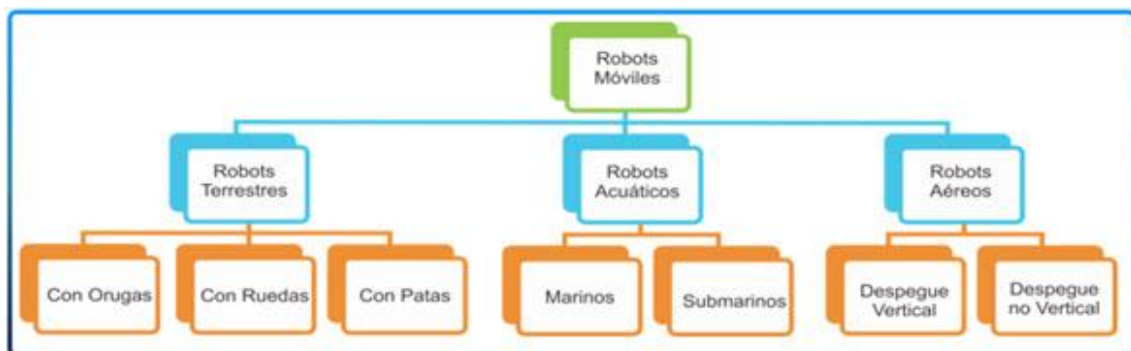 Robots
Móviles
Robots
Terrestres
Robots
Acuáticos
Robots
Aéreos
Con Orugas
Con Ruedas
Con Patas
Marinos
Submarinos
Despegue
Vertical
Despegue
no Vertical